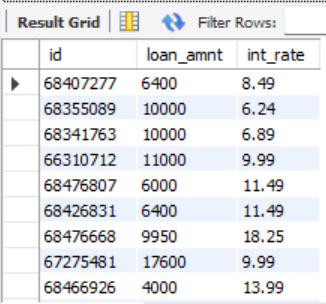 Result Grid Filter Rows:
id loan_amnt int_rate
68407277 6400 8.49
68355089 10000 6.24
68341763 10000 6.89
66310712 11000 9.99
68476807 6000 11.49
68426831 6400 11.49
68476668 9950 18.25
67275481 17600 9.99
68466926 4000 13.99